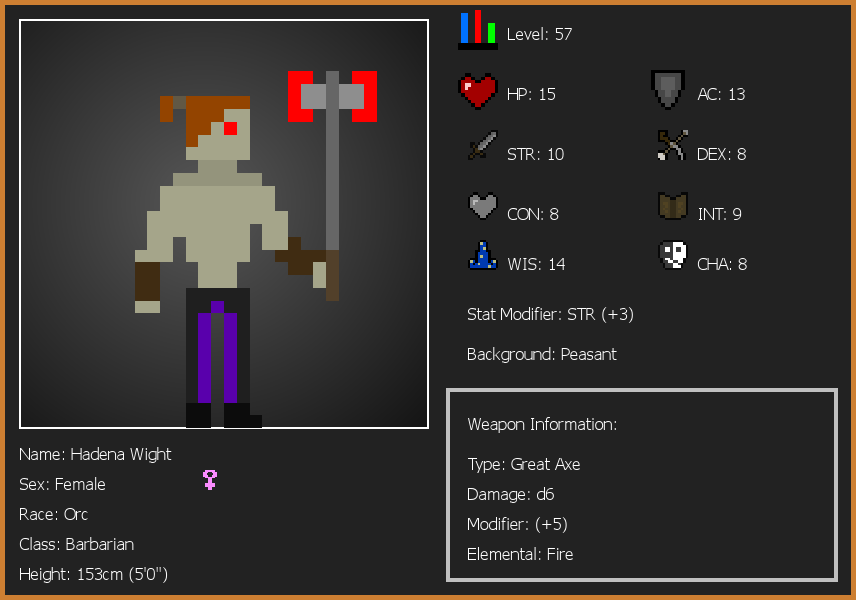 Level: 57
HP: 15
AC: 13
STR: 10
DEX: 8
CON: 8
INT: 9
WIS: 14
CHA: 8
Stat Modifier: STR (+3)
Background: Peasant
Weapon Information:
Type: Great Axe
Damage: d6
Modifier: (+5)
Elemental: Fire
Name: Hadena Wight
Sex: Female
Race: Orc
Class: Barbarian
Height: 153cm (5'0")